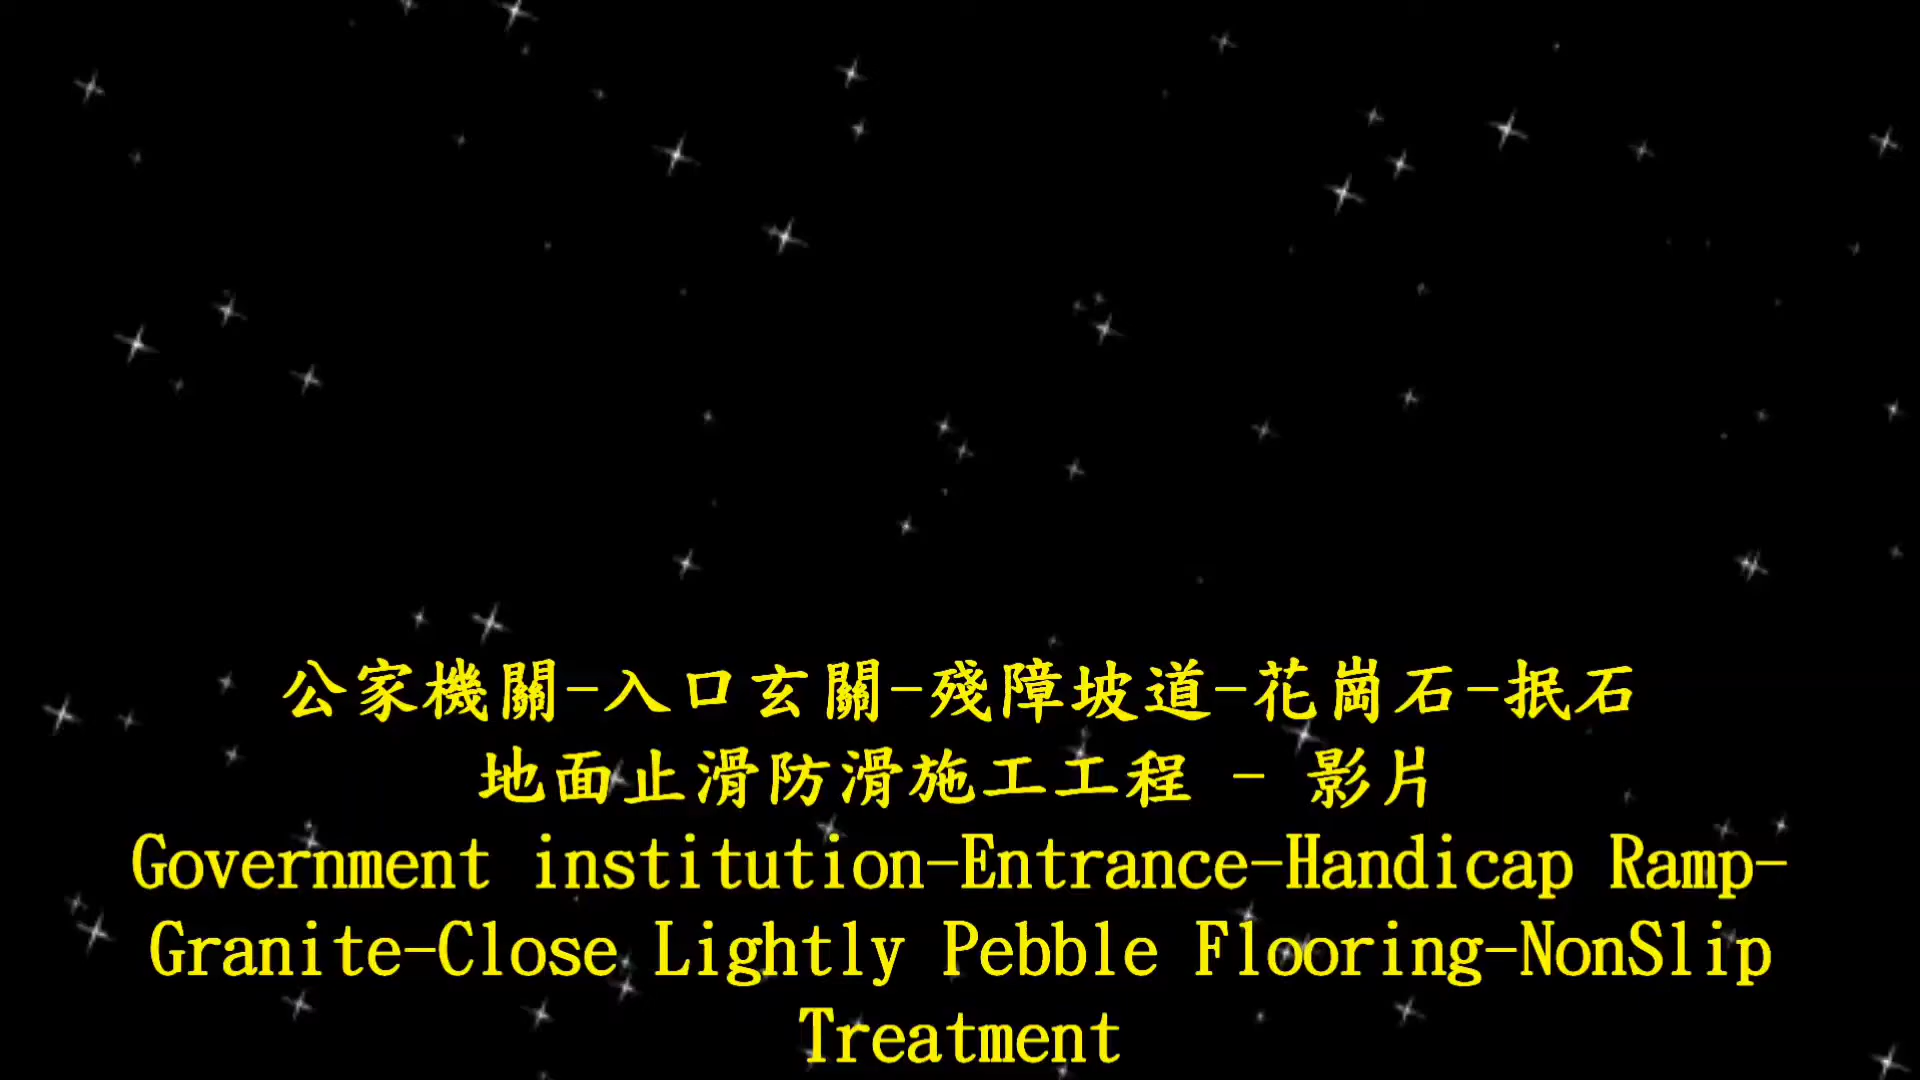 公家機關-入口玄關-殘障坡道-花崗石-抿石
地面止滑防滑施工工程 - 影片
Government institution-Entrance-Handicap Ramp-
Granite-Close Lightly Pebble Flooring-NonSlip
Treatment